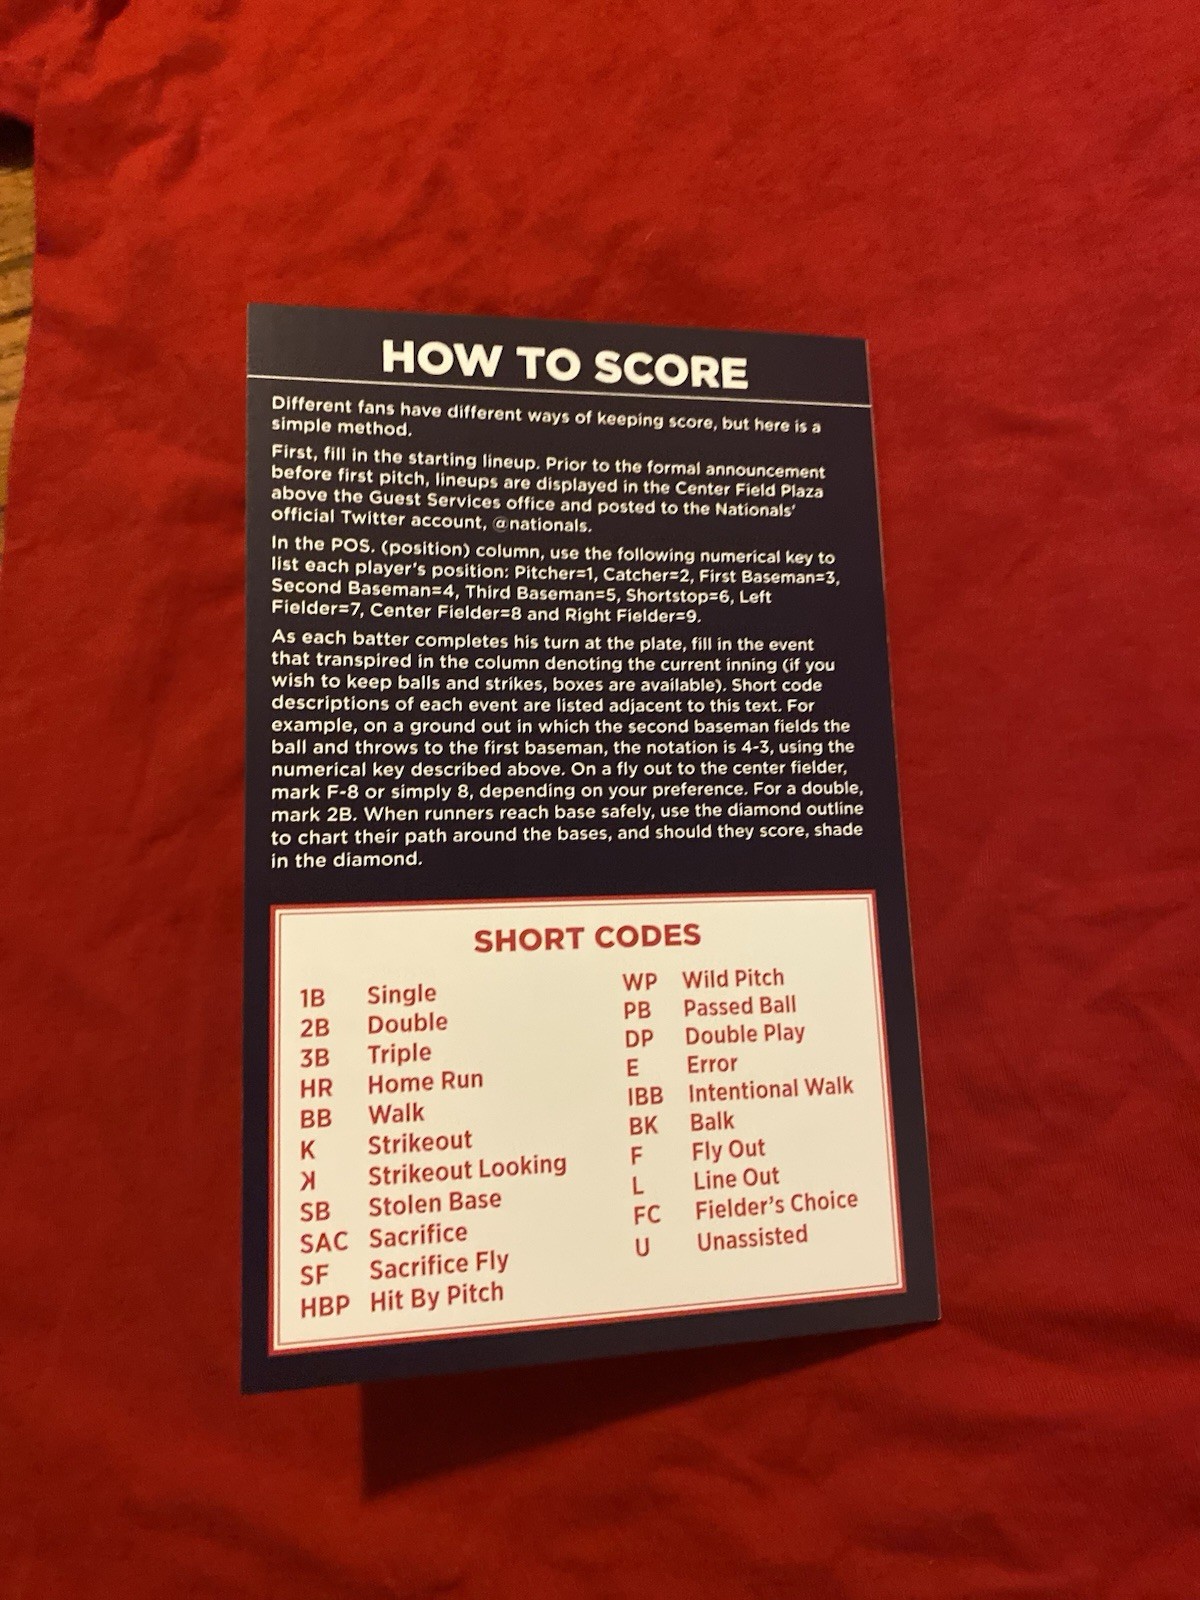 HOW TO SCORE
Different fans have different ways of keeping score, but here is a
simple method.
First, fill in the starting lineup. Prior to the formal announcement
before first pitch, lineups are displayed in the Center Field Plaza
above the Guest Services office and posted to the Nationals'
official Twitter account, @nationals.
In the POS. (position) column, use the following numerical key to
list each player's position: Pitcher=1, Catcher=2, First Baseman=3,
Second Baseman=4, Third Baseman=5, Shortstop=6, Left
Fielder=7, Center Fielder=8 and Right Fielder=9.
As each batter completes his turn at the plate, fill in the event
that transpired in the column denoting the current inning (if you
wish to keep balls and strikes, boxes are available). Short code
descriptions of each event are listed adjacent to this text. For
example, on a ground out in which the second baseman fields the
ball and throws to the first baseman, the notation is 4-3, using the
numerical key described above. On a fly out to the center fielder,
mark F-8 or simply 8, depending on your preference. For a double,
mark 2B. When runners reach base safely, use the diamond outline
to chart their path around the bases, and should they score, shade
in the diamond.
SHORT CODES
1B Single
2B Double
3B Triple
HR Home Run
BB Walk
K Strikeout
ꓘ Strikeout Looking
SB Stolen Base
SAC Sacrifice
SF Sacrifice Fly
HBP Hit By Pitch
WP Wild Pitch
PB Passed Ball
DP Double Play
E Error
IBB Intentional Walk
BK Balk
F Fly Out
L Line Out
FC Fielder's Choice
U Unassisted